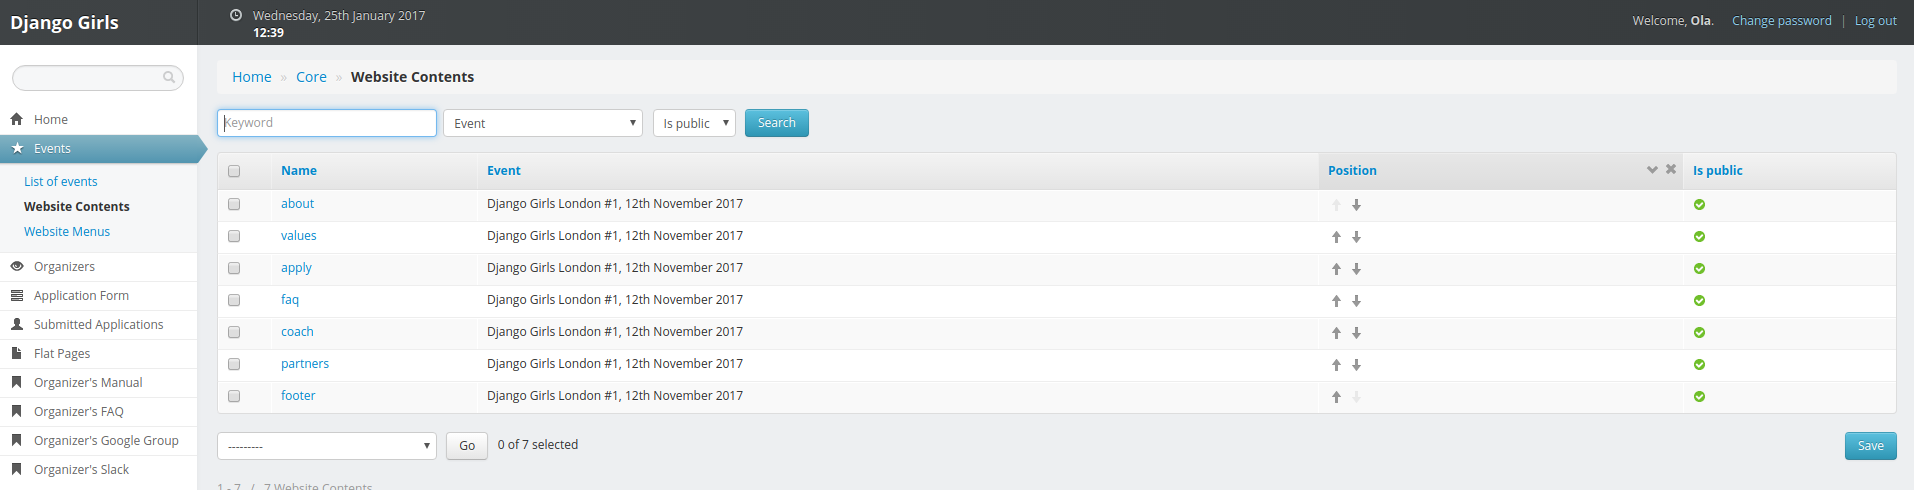 Django Girls
Wednesday, 25th January 2017
12:39
Welcome, Ola. Change password | Log out
Home
Events
List of events
Website Contents
Website Menus
Organizers
Application Form
Submitted Applications
Flat Pages
Organizer's Manual
Organizer's FAQ
Organizer's Google Group
Organizer's Slack
Home » Core » Website Contents
Keyword Event Is public Search
Name Event Position Is public
about Django Girls London #1, 12th November 2017
values Django Girls London #1, 12th November 2017
apply Django Girls London #1, 12th November 2017
faq Django Girls London #1, 12th November 2017
coach Django Girls London #1, 12th November 2017
partners Django Girls London #1, 12th November 2017
footer Django Girls London #1, 12th November 2017
--------- Go 0 of 7 selected Save
1 - 7 / 7 Website Contents